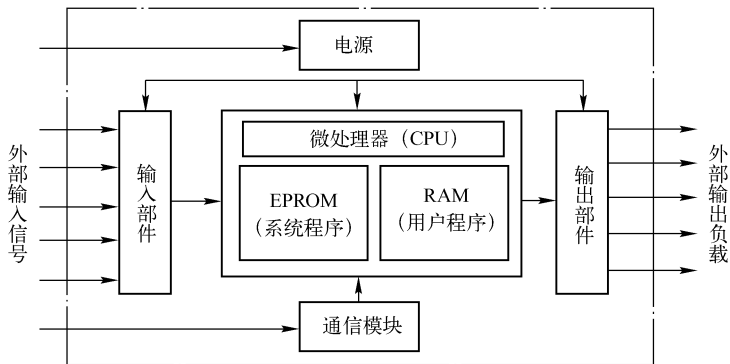 电源
外部输入信号
输入部件
微处理器（CPU）
EPROM
（系统程序）
RAM
（用户程序）
输出部件
外部输出负载
通信模块